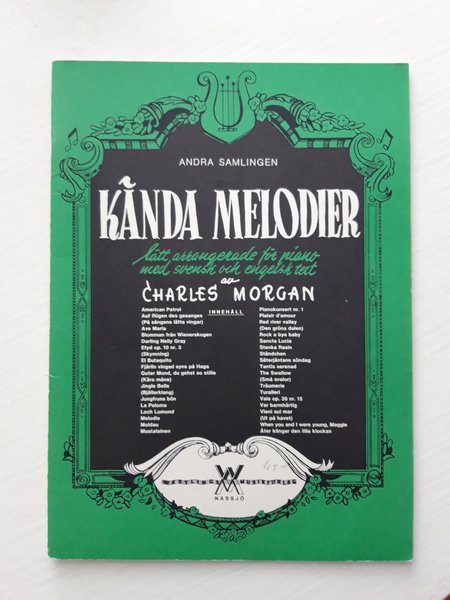 ANDRA SAMLINGEN
KÄNDA MELODIER
lätt arrangerade för piano
med svensk och engelsk text
av
CHARLES MORGAN
INNEHÅLL
American Patrol
Auf flügen des gesanges
(På sångens lätta vingar)
Ave Maria
Blomman från Wienerskogen
Darling Nelly Gray
Etyd op. 10 nr. 3
(Skymning)
El Butaquito
Fjäriln vingad syns på Haga
Guter Mond, du gehst so stille
(Kära måne)
Jingle Bells
(Bjällerklang)
Jungfruns bön
La Paloma
Loch Lomond
Melodie
Moldau
Mustalainen
Pianokonsert nr. 1
Plaisir d'amour
Red river valley
(Den gröna dalen)
Rock a bye baby
Sancta Lucia
Stenka Rasin
Ständchen
Säterjäntans söndag
Tantis serenad
The Swallow
(Små svalor)
Träumerie
Turalleri
Vals op. 39 nr. 15
Var barmhärtig
Vieni sul mar
(Ut på havet)
When you and I were young, Maggie
Åter klingar den lilla klockan
45:-
WESTLINGS MUSIKFÖRLAG
NÄSSJÖ